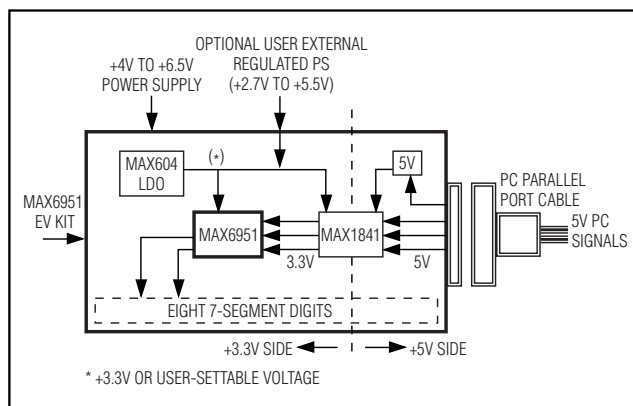 OPTIONAL USER EXTERNAL
REGULATED PS
(+2.7V TO +5.5V)
+4V TO +6.5V
POWER SUPPLY
MAX604
LDO
(*)
5V
PC PARALLEL
PORT CABLE
MAX6951
EV KIT
MAX6951
MAX1841
5V PC
SIGNALS
3.3V
5V
EIGHT 7-SEGMENT DIGITS
+3.3V SIDE
+5V SIDE
* +3.3V OR USER-SETTABLE VOLTAGE